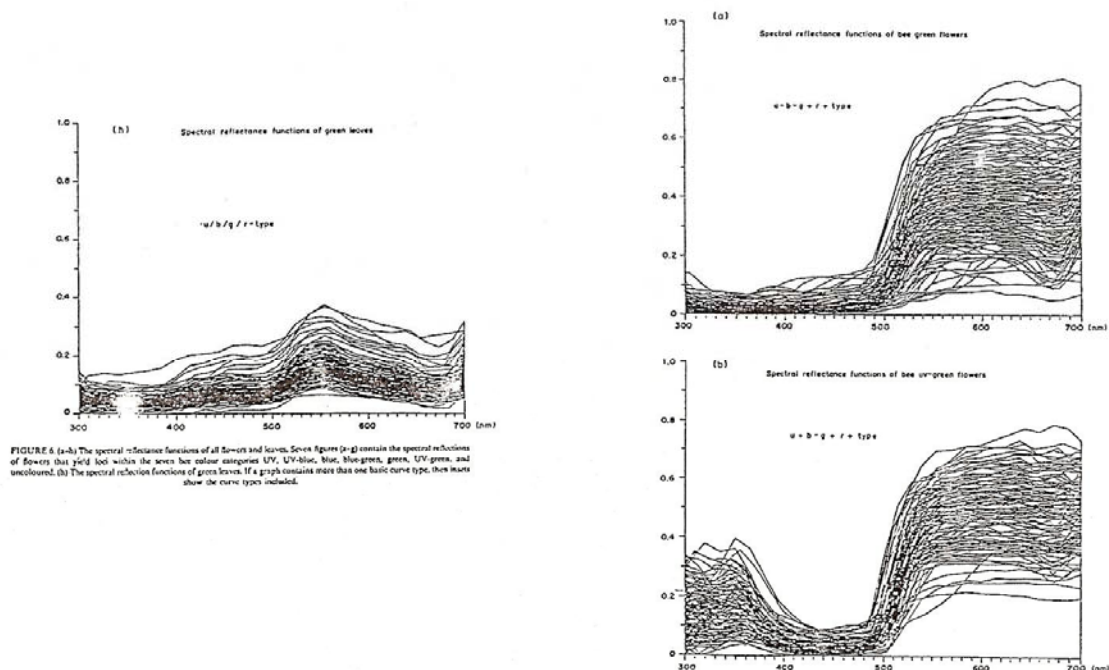 (h) Spectral reflectance functions of green leaves
1.0
0.8
-u/b/g/r-type
0.6
0.4
0.2
0
300 400 500 600 700 (nm)
FIGURE 6. (a-h) The spectral reflectance functions of all flowers and leaves. Seven figures (a-g) contain the spectral reflections
of flowers that yield loci within the seven bee colour categories UV, UV-blue, blue, blue-green, green, UV-green, and
uncoloured. (h) The spectral reflection functions of green leaves. If a graph contains more than one basic curve type, then insets
show the curve types included.
(a)
1.0
Spectral reflectance functions of bee green flowers
0.8
u-b-g+r+type
0.6
0.4
0.2
0
300 400 500 600 700 (nm)
(b)
1.0
Spectral reflectance functions of bee uv-green flowers
0.8
u+b-g+r+type
0.6
0.4
0.2
0
300 400 500 600 700 (nm)